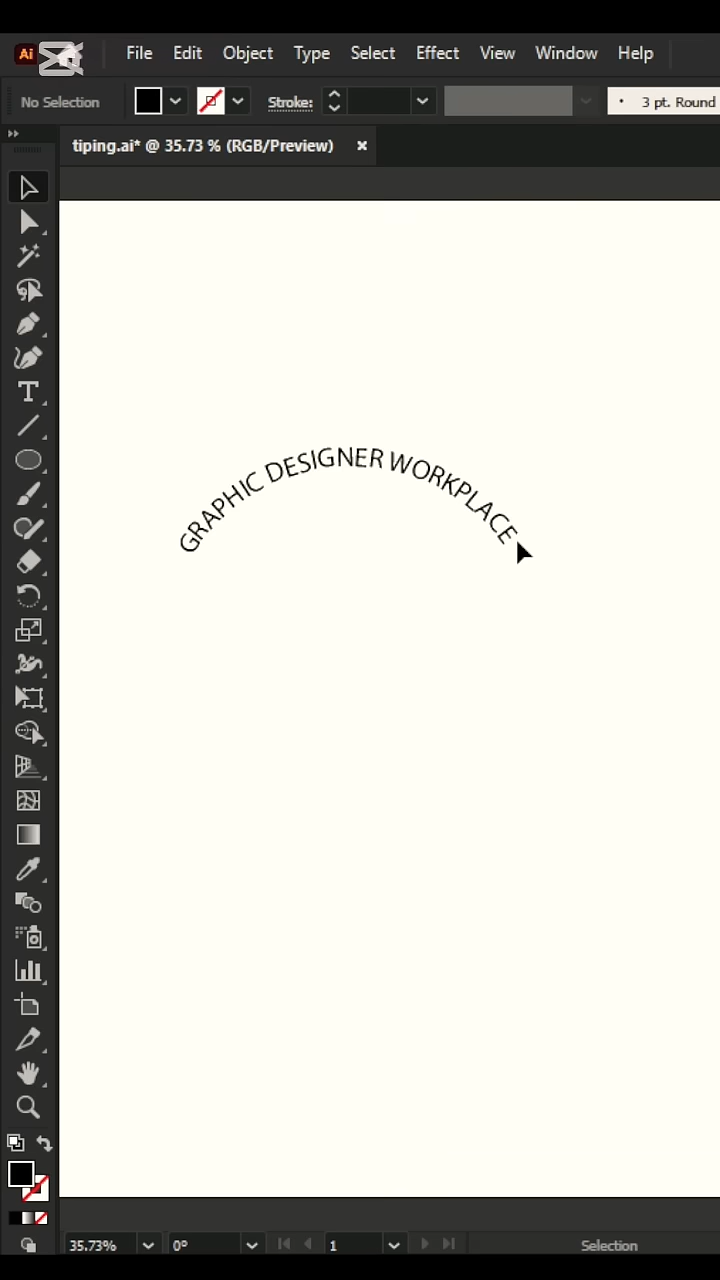 Ai
File Edit Object Type Select Effect View Window Help
No Selection Stroke: 3 pt. Round
tiping.ai* @ 35.73 % (RGB/Preview)
GRAPHIC DESIGNER WORKPLACE
35.73% 0° 1 Selection